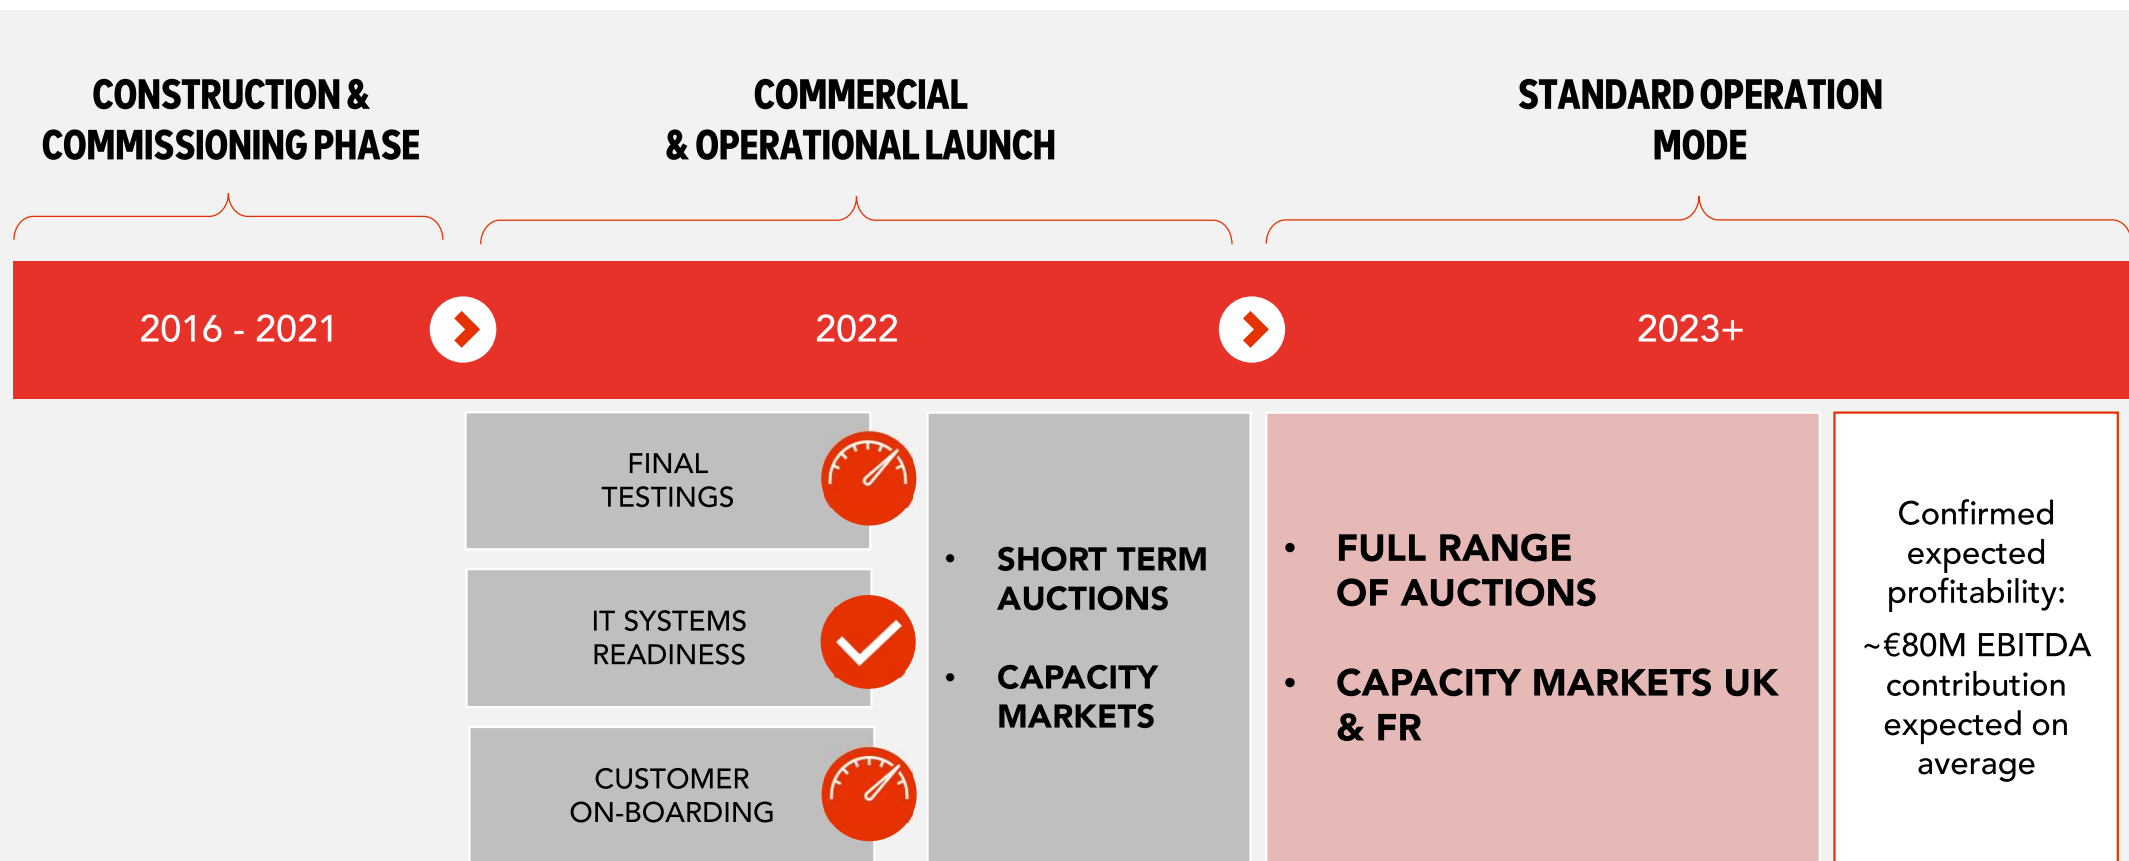 CONSTRUCTION &
COMMISSIONING PHASE
COMMERCIAL
& OPERATIONAL LAUNCH
STANDARD OPERATION
MODE
2016 - 2021
2022
2023+
FINAL
TESTINGS
IT SYSTEMS
READINESS
CUSTOMER
ON-BOARDING
• SHORT TERM
AUCTIONS
• CAPACITY
MARKETS
• FULL RANGE
OF AUCTIONS
• CAPACITY MARKETS UK
& FR
Confirmed
expected
profitability:
~€80M EBITDA
contribution
expected on
average